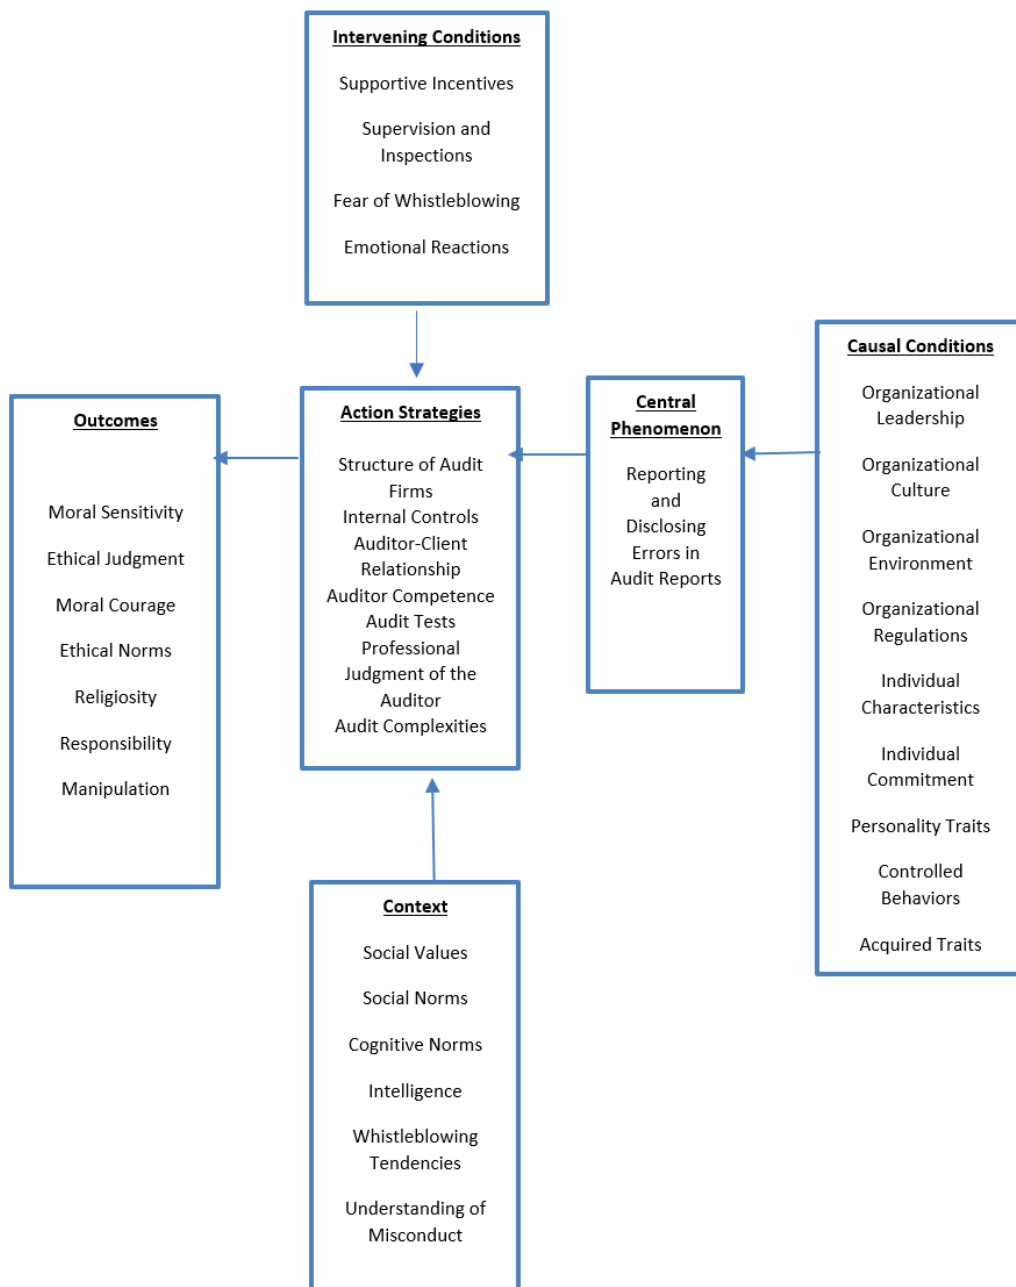 Intervening Conditions
Supportive Incentives
Supervision and
Inspections
Fear of Whistleblowing
Emotional Reactions
Causal Conditions
Organizational
Leadership
Organizational
Culture
Organizational
Environment
Organizational
Regulations
Individual
Characteristics
Individual
Commitment
Personality Traits
Controlled
Behaviors
Acquired Traits
Central
Phenomenon
Reporting
and
Disclosing
Errors in
Audit Reports
Action Strategies
Structure of Audit
Firms
Internal Controls
Auditor-Client
Relationship
Auditor Competence
Audit Tests
Professional
Judgment of the
Auditor
Audit Complexities
Outcomes
Moral Sensitivity
Ethical Judgment
Moral Courage
Ethical Norms
Religiosity
Responsibility
Manipulation
Context
Social Values
Social Norms
Cognitive Norms
Intelligence
Whistleblowing
Tendencies
Understanding of
Misconduct